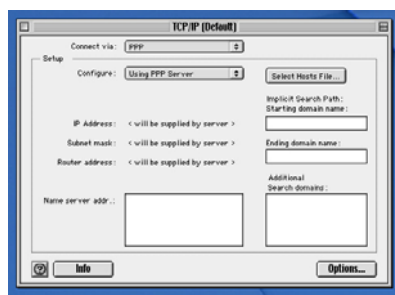 TCP/IP (Default)
Connect via: PPP
Setup
Configure: Using PPP Server
Select Hosts File...
Implicit Search Path:
Starting domain name:
IP Address: < will be supplied by server >
Subnet mask: < will be supplied by server >
Ending domain name:
Router address: < will be supplied by server >
Additional
Search domains:
Name server addr.:
?
Info
Options...